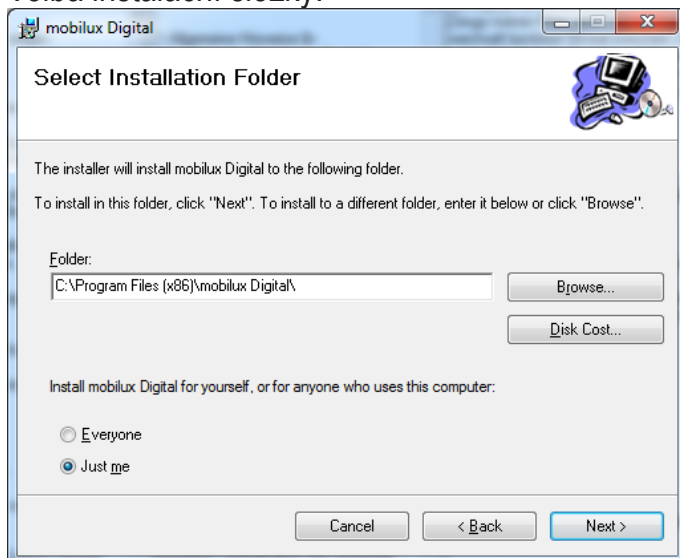 mobilux Digital
Select Installation Folder
The installer will install mobilux Digital to the following folder.
To install in this folder, click "Next". To install to a different folder, enter it below or click "Browse".
Folder:
C:\Program Files (x86)\mobilux Digital\
Browse...
Disk Cost...
Install mobilux Digital for yourself, or for anyone who uses this computer:
Everyone
Just me
Cancel
< Back
Next >